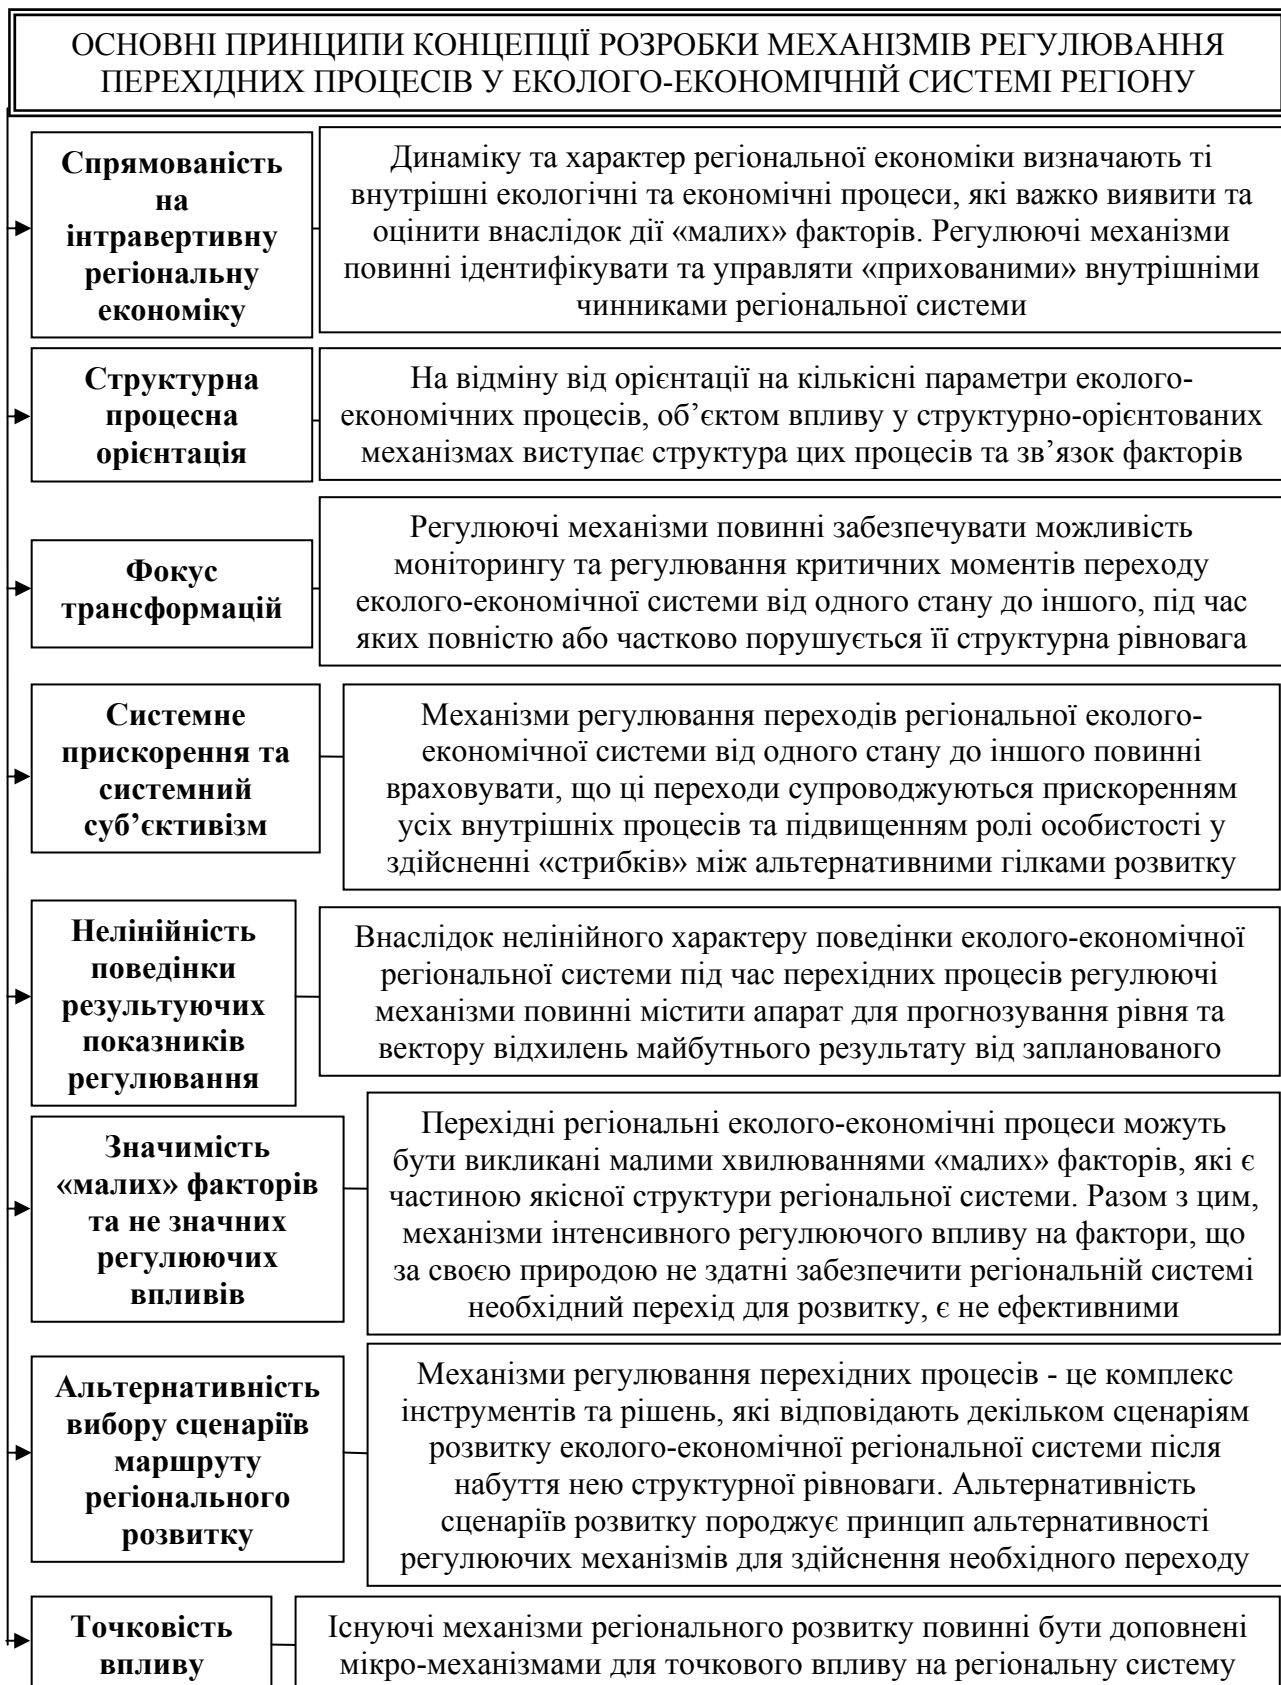 ОСНОВНІ ПРИНЦИПИ КОНЦЕПЦІЇ РОЗРОБКИ МЕХАНІЗМІВ РЕГУЛЮВАННЯ
ПЕРЕХІДНИХ ПРОЦЕСІВ У ЕКОЛОГО-ЕКОНОМІЧНІЙ СИСТЕМІ РЕГІОНУ
Спрямованість
на
інтравертивну
регіональну
економіку
Динаміку та характер регіональної економіки визначають ті
внутрішні екологічні та економічні процеси, які важко виявити та
оцінити внаслідок дії «малих» факторів. Регулюючі механізми
повинні ідентифікувати та управляти «прихованими» внутрішніми
чинниками регіональної системи
Структурна
процесна
орієнтація
На відміну від орієнтації на кількісні параметри еколого-
економічних процесів, об’єктом впливу у структурно-орієнтованих
механізмах виступає структура цих процесів та зв’язок факторів
Фокус
трансформацій
Регулюючі механізми повинні забезпечувати можливість
моніторингу та регулювання критичних моментів переходу
еколого-економічної системи від одного стану до іншого, під час
яких повністю або частково порушується її структурна рівновага
Системне
прискорення та
системний
суб’єктивізм
Механізми регулювання переходів регіональної еколого-
економічної системи від одного стану до іншого повинні
враховувати, що ці переходи супроводжуються прискоренням
усіх внутрішніх процесів та підвищенням ролі особистості у
здійсненні «стрибків» між альтернативними гілками розвитку
Нелінійність
поведінки
результуючих
показників
регулювання
Внаслідок нелінійного характеру поведінки еколого-економічної
регіональної системи під час перехідних процесів регулюючі
механізми повинні містити апарат для прогнозування рівня та
вектору відхилень майбутнього результату від запланованого
Значимість
«малих» факторів
та не значних
регулюючих
впливів
Перехідні регіональні еколого-економічні процеси можуть
бути викликані малими хвилюваннями «малих» факторів, які є
частиною якісної структури регіональної системи. Разом з цим,
механізми інтенсивного регулюючого впливу на фактори, що
за своєю природою не здатні забезпечити регіональній системі
необхідний перехід для розвитку, є не ефективними
Альтернативність
вибору сценаріїв
маршруту
регіонального
розвитку
Механізми регулювання перехідних процесів - це комплекс
інструментів та рішень, які відповідають декільком сценаріям
розвитку еколого-економічної регіональної системи після
набуття нею структурної рівноваги. Альтернативність
сценаріїв розвитку породжує принцип альтернативності
регулюючих механізмів для здійснення необхідного переходу
Точковість
впливу
Існуючі механізми регіонального розвитку повинні бути доповнені
мікро-механізмами для точкового впливу на регіональну систему